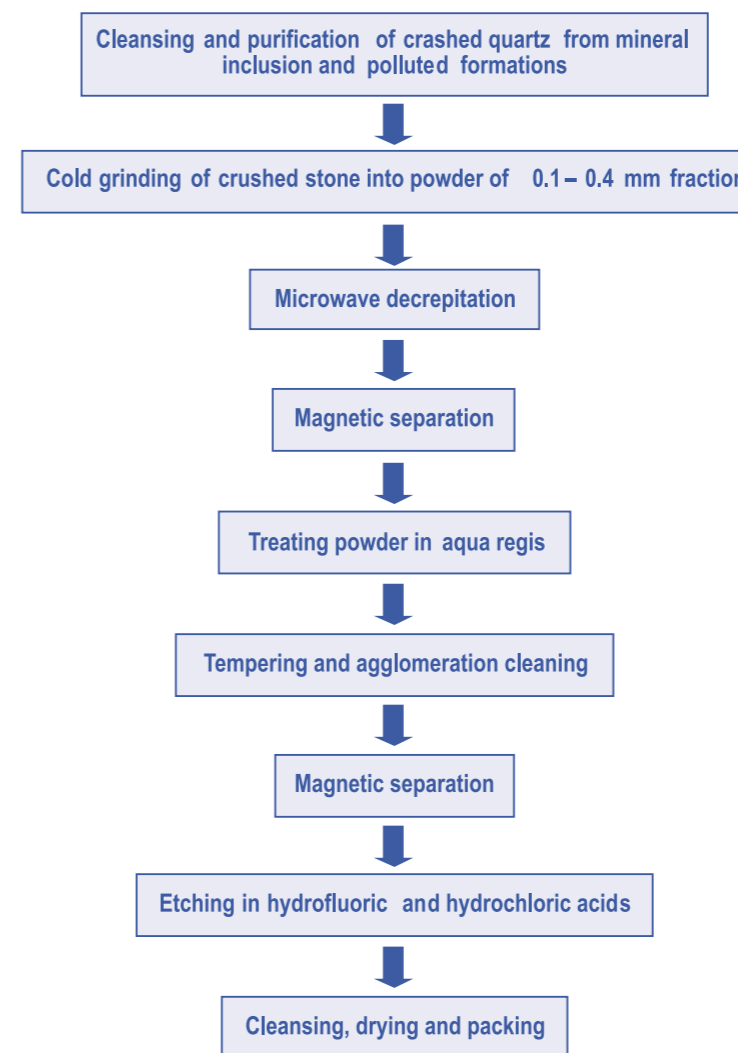 Cleansing and purification of crashed quartz from mineral
inclusion and polluted formations
Cold grinding of crushed stone into powder of 0.1 – 0.4 mm fraction
Microwave decrepitation
Magnetic separation
Treating powder in aqua regis
Tempering and agglomeration cleaning
Magnetic separation
Etching in hydrofluoric and hydrochloric acids
Cleansing, drying and packing